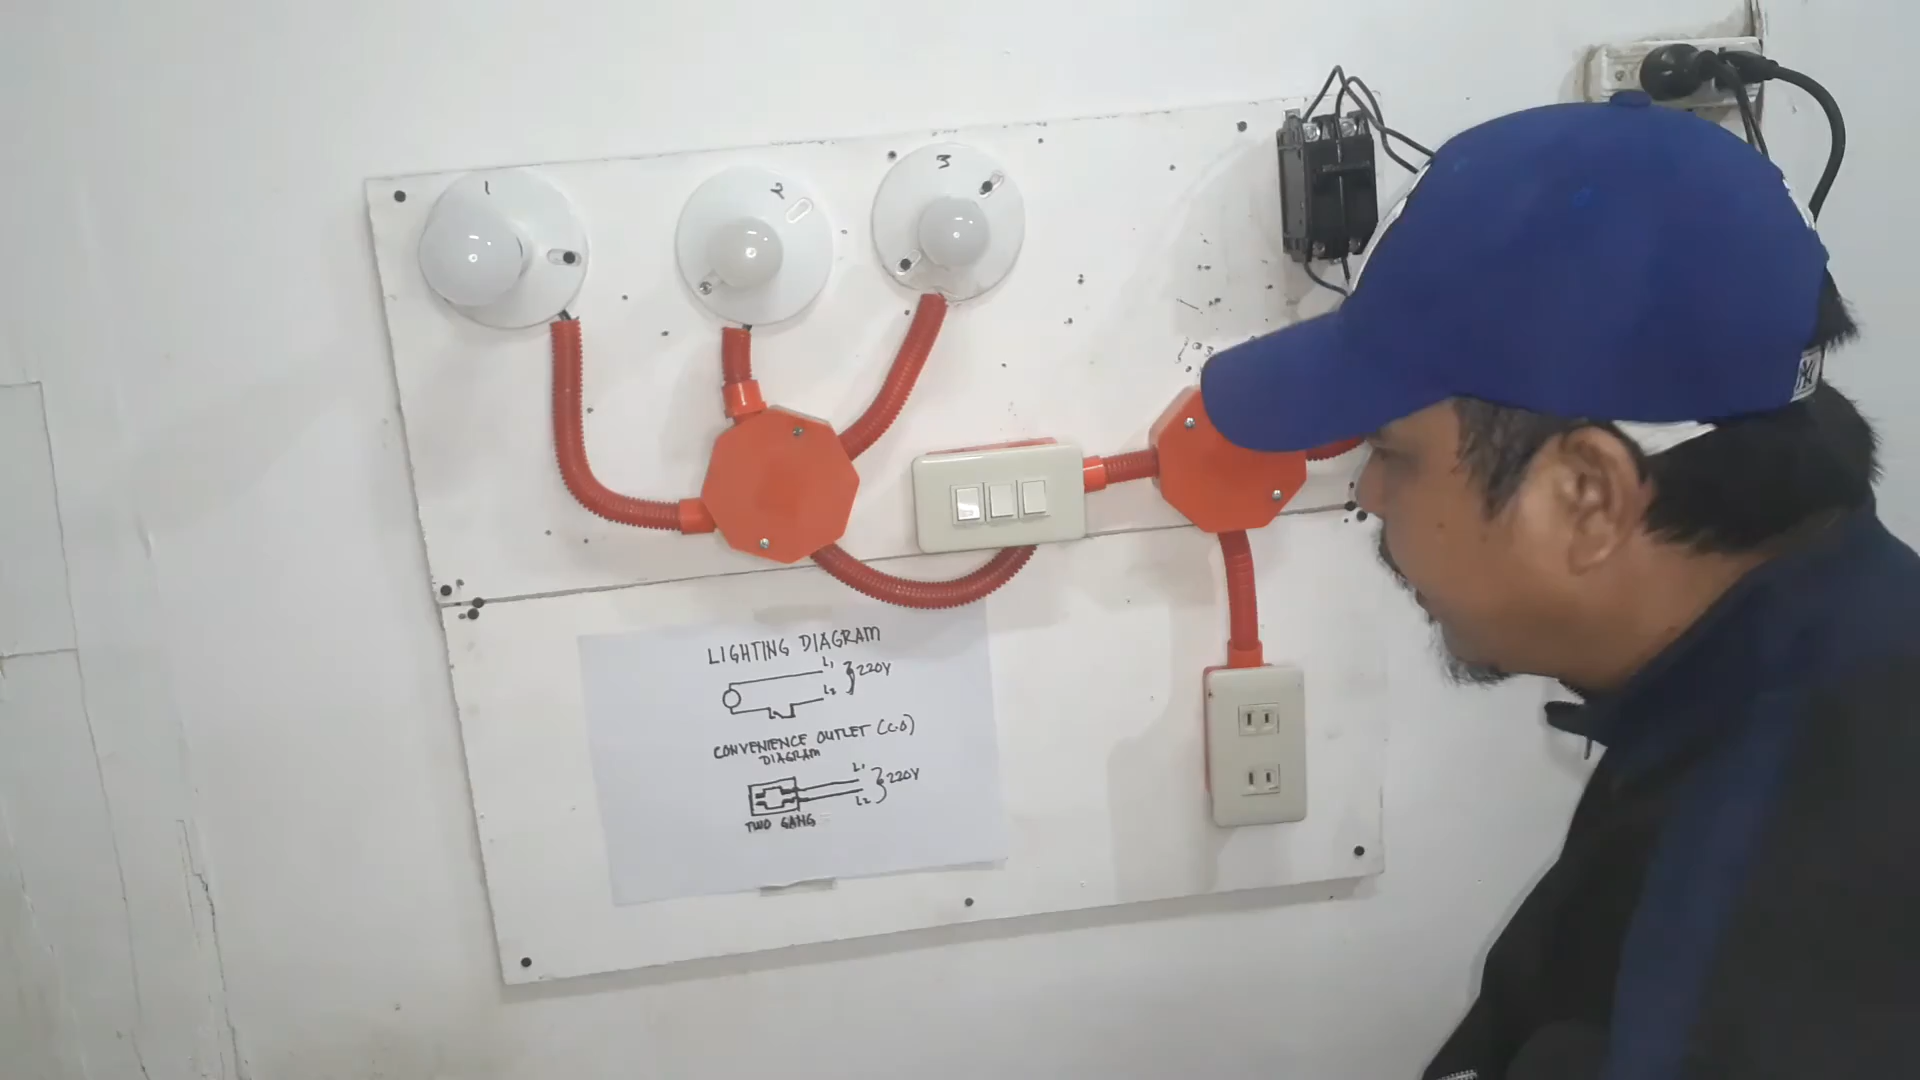 1
2
3
LIGHTING DIAGRAM
L1
220V
L2
CONVENIENCE OUTLET (C.O)
DIAGRAM
L1
220V
L2
TWO GANG